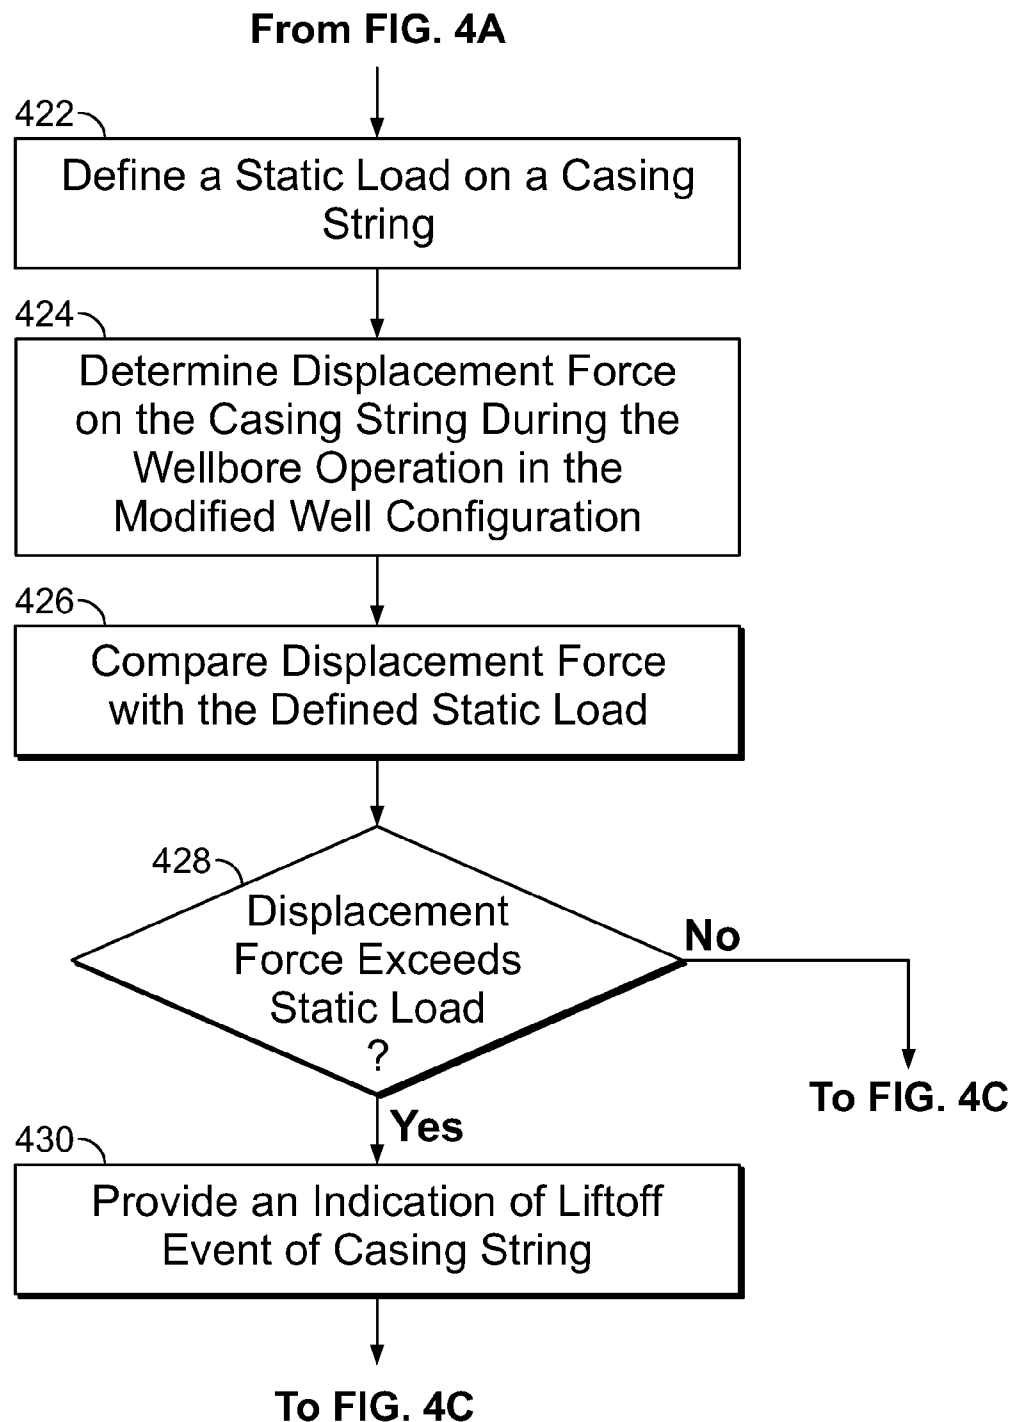 From FIG. 4A
422
Define a Static Load on a Casing
String
424
Determine Displacement Force
on the Casing String During the
Wellbore Operation in the
Modified Well Configuration
426
Compare Displacement Force
with the Defined Static Load
428
Displacement
Force Exceeds
Static Load
?
No
To FIG. 4C
Yes
430
Provide an Indication of Liftoff
Event of Casing String
To FIG. 4C